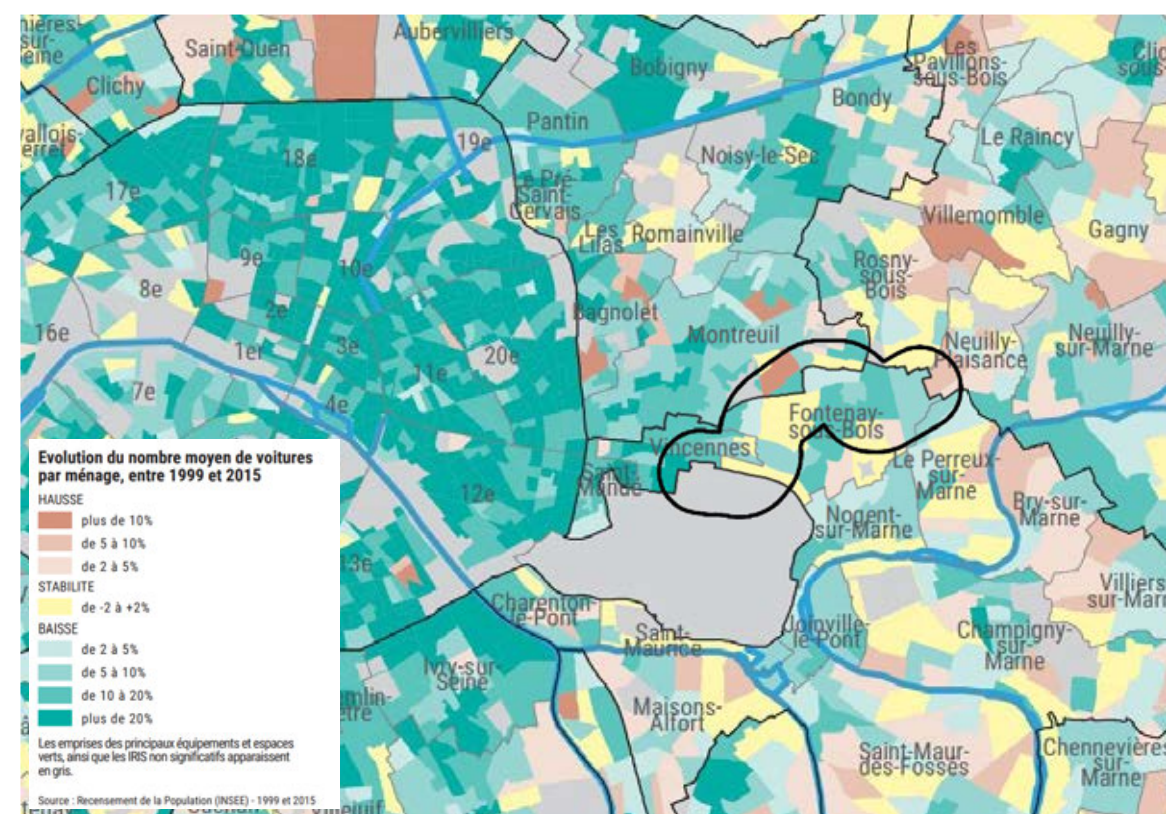 Saint-Ouen
Aubervilliers
Clichy
Bobigny
Les
Pavillons-
sous-Bois
Bondy
Pantin
Le Raincy
19e
18e
17e
Noisy-le-Sec
Le Pré-
Saint-
Gervais
Les
Lilas
Romainville
Villemomble
Gagny
9e
10e
8e
2e
Rosny-
sous-
Bois
Bagnolet
Montreuil
16e
1er
3e
20e
11e
7e
4e
Neuilly-
Plaisance
Neuilly-
sur-Marne
Vincennes
Fontenay-
sous-Bois
Saint-
Mandé
12e
Le Perreux-
sur-
Marne
Bry-sur-
Marne
Nogent-
sur-Marne
13e
Charenton-
le-Pont
Saint-
Maurice
Joinville-
le-Pont
Champigny-
sur-
Marne
Villiers
Ivry-sur-
Seine
Maisons-
Alfort
Saint-Maur-
des-Fossés
Chennevières
sur-
Marne
Evolution du nombre moyen de voitures
par ménage, entre 1999 et 2015
HAUSSE
plus de 10%
de 5 à 10%
de 2 à 5%
STABILITE
de -2 à +2%
BAISSE
de 2 à 5%
de 5 à 10%
de 10 à 20%
plus de 20%
Les emprises des principaux équipements et espaces
verts, ainsi que les IRIS non significatifs apparaissent
en gris.
Source : Recensement de la Population (INSEE) - 1999 et 2015